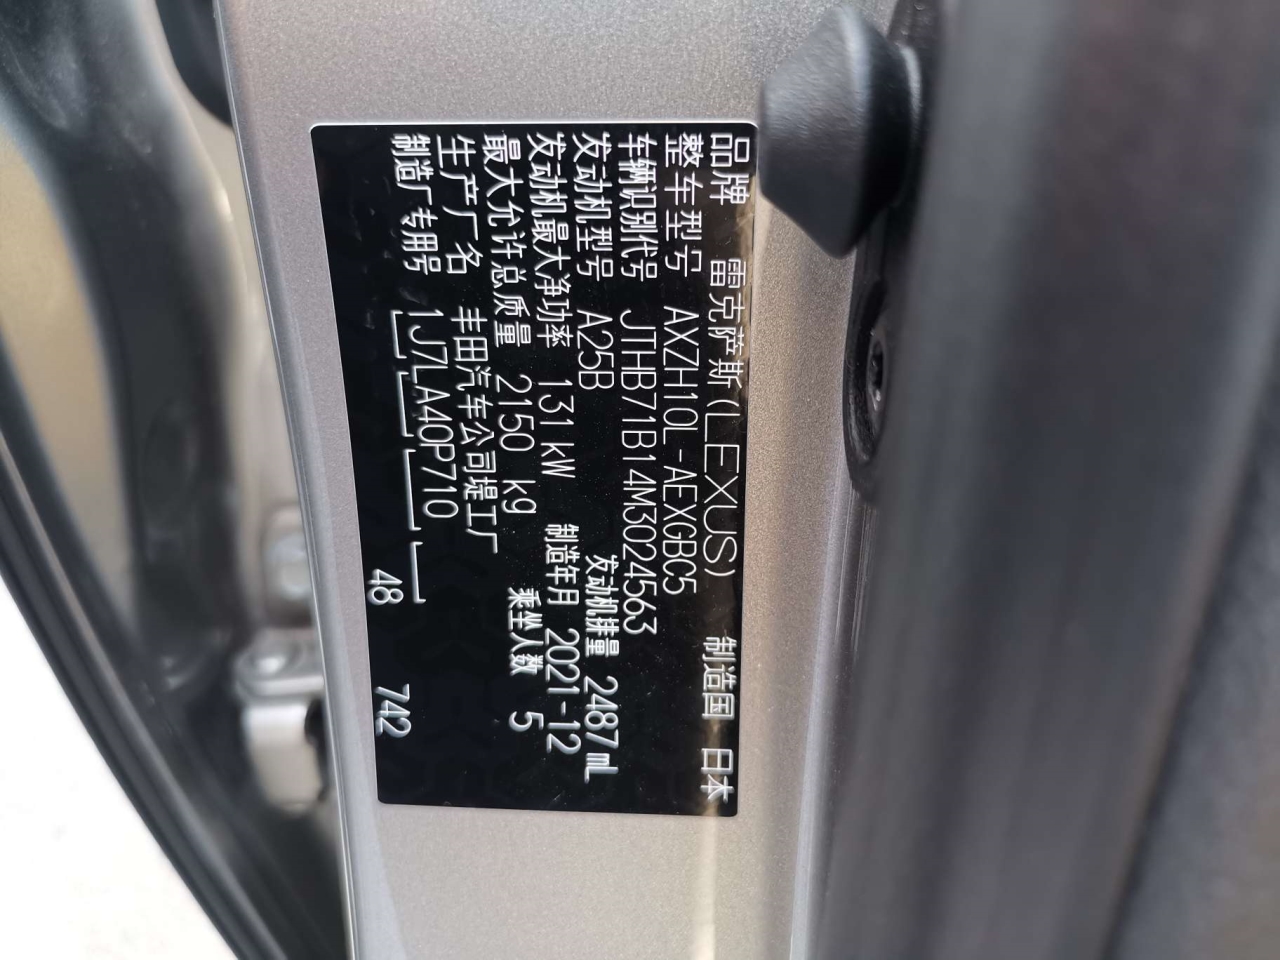 品牌 雷克萨斯(LEXUS) 制造国 日本
整车型号 AXZH10L-AEXGBC5
车辆识别代号 JTHB71B14M3024563
发动机型号 A25B 发动机排量 2487 mL
发动机最大净功率 131 kW 制造年月 2021-12
最大允许总质量 2150 kg 乘坐人数 5
生产厂名 丰田汽车公司堤工厂
制造厂专用号 1J7LA40P710
48 742